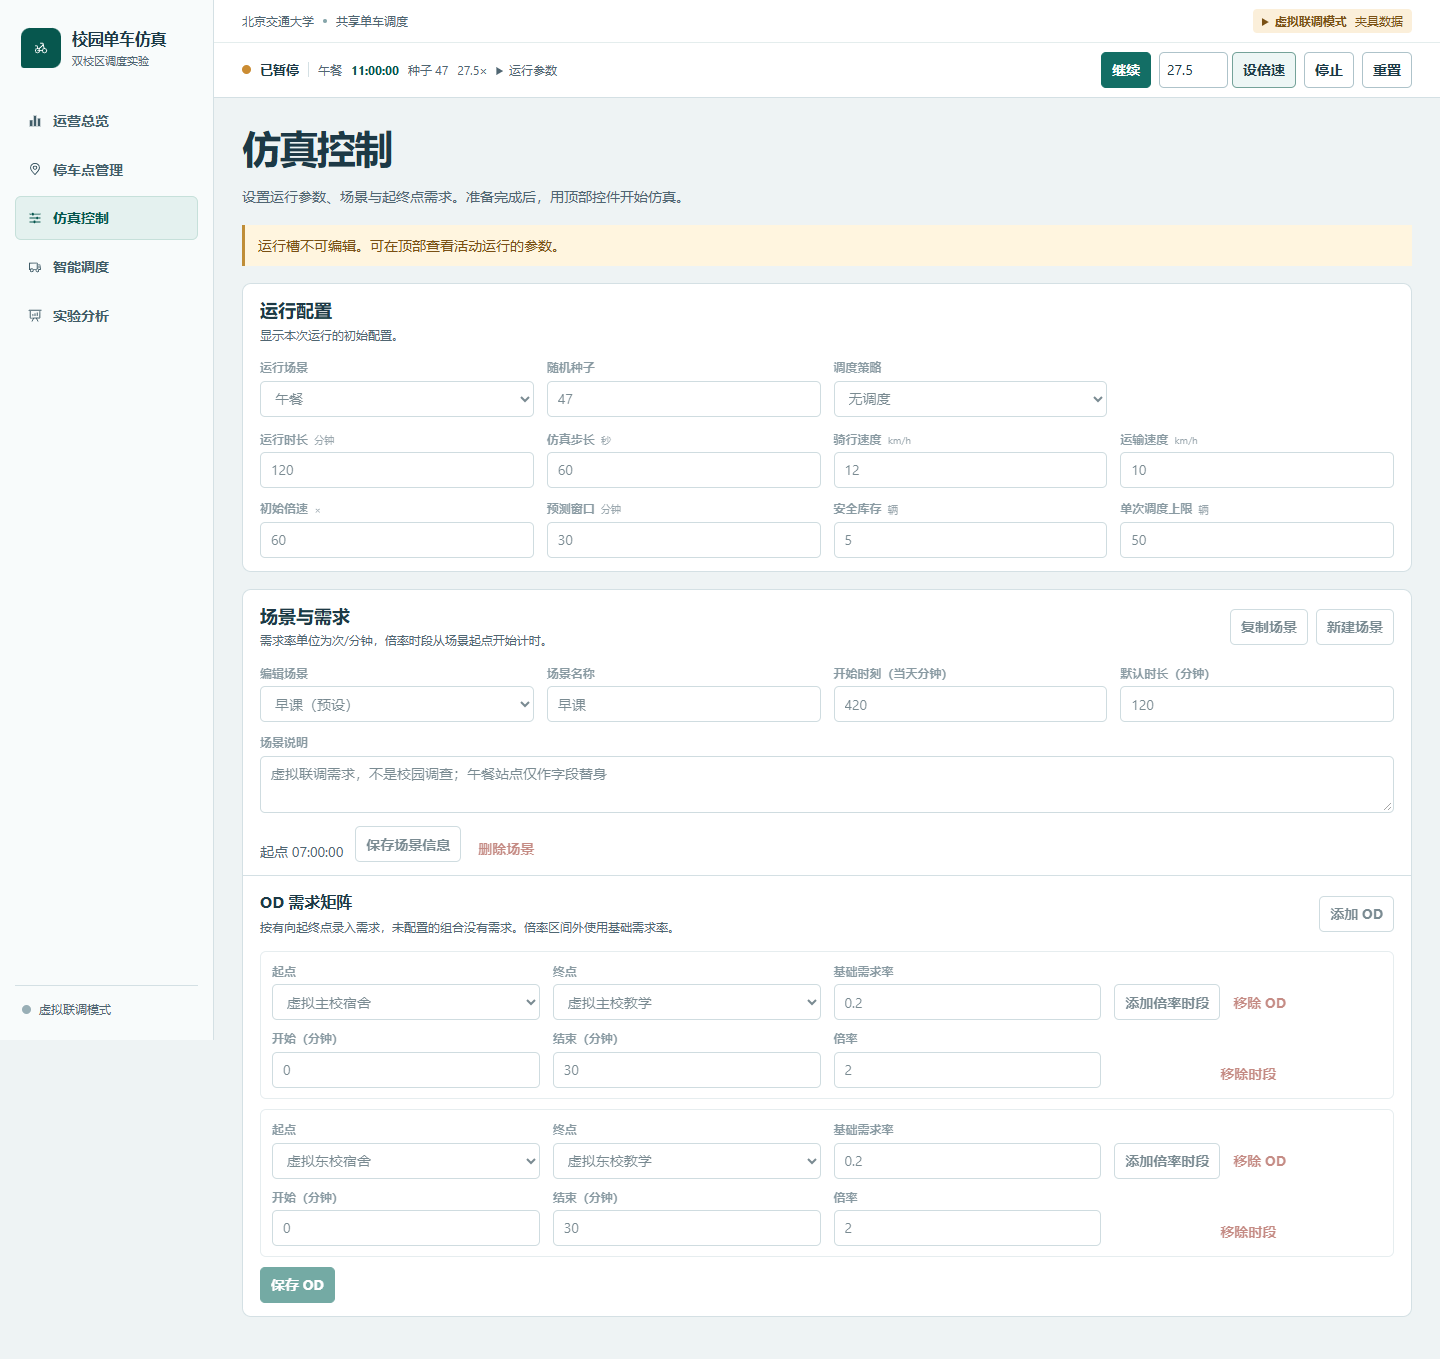 校园单车仿真
双校区调度实验
运营总览
停车点管理
仿真控制
智能调度
实验分析
虚拟联调模式
北京交通大学 • 共享单车调度
▶ 虚拟联调模式 夹具数据
已暂停 午餐 11:00:00 种子 47 27.5× ▶ 运行参数
继续 27.5 设倍速 停止 重置
仿真控制
设置运行参数、场景与起终点需求。准备完成后，用顶部控件开始仿真。
运行槽不可编辑。可在顶部查看活动运行的参数。
运行配置
显示本次运行的初始配置。
运行场景 随机种子 调度策略
午餐 47 无调度
运行时长 分钟 仿真步长 秒 骑行速度 km/h 运输速度 km/h
120 60 12 10
初始倍速 × 预测窗口 分钟 安全库存 辆 单次调度上限 辆
60 30 5 50
场景与需求
需求率单位为次/分钟，倍率时段从场景起点开始计时。
复制场景 新建场景
编辑场景 场景名称 开始时刻（当天分钟） 默认时长（分钟）
早课（预设） 早课 420 120
场景说明
虚拟联调需求，不是校园调查；午餐站点仅作字段替身
起点 07:00:00 保存场景信息 删除场景
OD 需求矩阵
按有向起终点录入需求，未配置的组合没有需求。倍率区间外使用基础需求率。
添加 OD
起点 终点 基础需求率
虚拟主校宿舍 虚拟主校教学 0.2 添加倍率时段 移除 OD
开始（分钟） 结束（分钟） 倍率
0 30 2 移除时段
起点 终点 基础需求率
虚拟东校宿舍 虚拟东校教学 0.2 添加倍率时段 移除 OD
开始（分钟） 结束（分钟） 倍率
0 30 2 移除时段
保存 OD